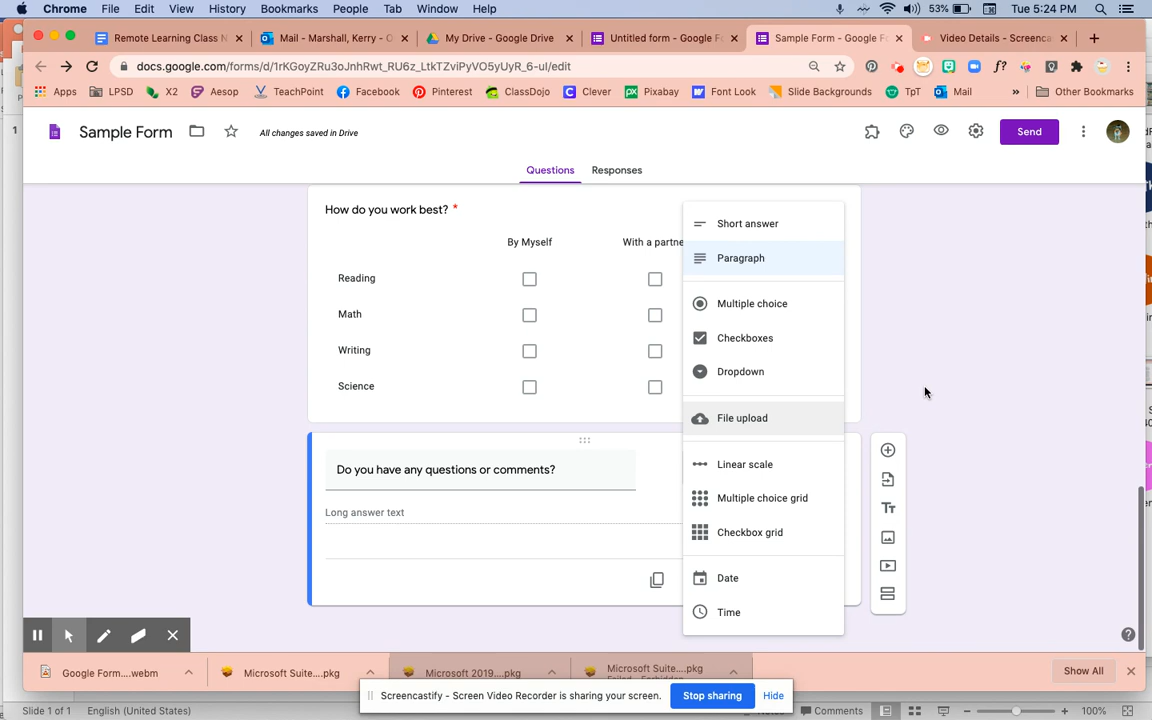 Chrome File Edit View History Bookmarks People Tab Window Help 53% Tue 5:24 PM
Remote Learning Class N Mail - Marshall, Kerry - O My Drive - Google Drive Untitled form - Google Fo Sample Form - Google Fo Video Details - Screenca
docs.google.com/forms/d/1rKGoyZRu3oJnhRwt_RU6z_LtkTZviPyVO5yUyR_6-uI/edit
Apps LPSD X2 Aesop TeachPoint Facebook Pinterest ClassDojo Clever Pixabay Font Look Slide Backgrounds TpT Mail » Other Bookmarks
Sample Form All changes saved in Drive Send
Questions Responses
How do you work best? *
By Myself With a partne
Reading
Math
Writing
Science
Short answer
Paragraph
Multiple choice
Checkboxes
Dropdown
File upload
Linear scale
Multiple choice grid
Checkbox grid
Date
Time
Do you have any questions or comments?
Long answer text
Google Form....webm Microsoft Suite....pkg Microsoft 2019....pkg Microsoft Suite....pkg Show All
Failed - Forbidden
Screencastify - Screen Video Recorder is sharing your screen. Stop sharing Hide
Slide 1 of 1 English (United States) Comments 100%